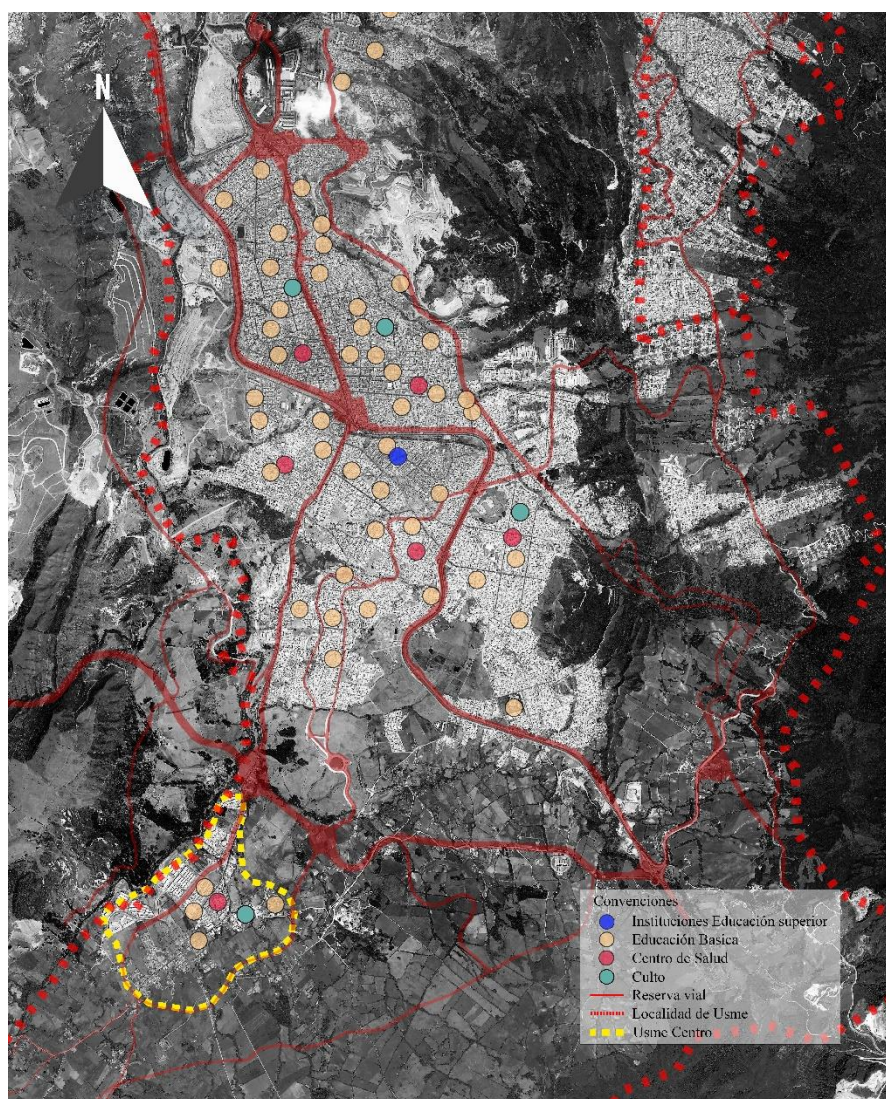 N
Convenciones
Instituciones Educación superior
Educación Basica
Centro de Salud
Culto
Reserva vial
Localidad de Usme
Usme Centro